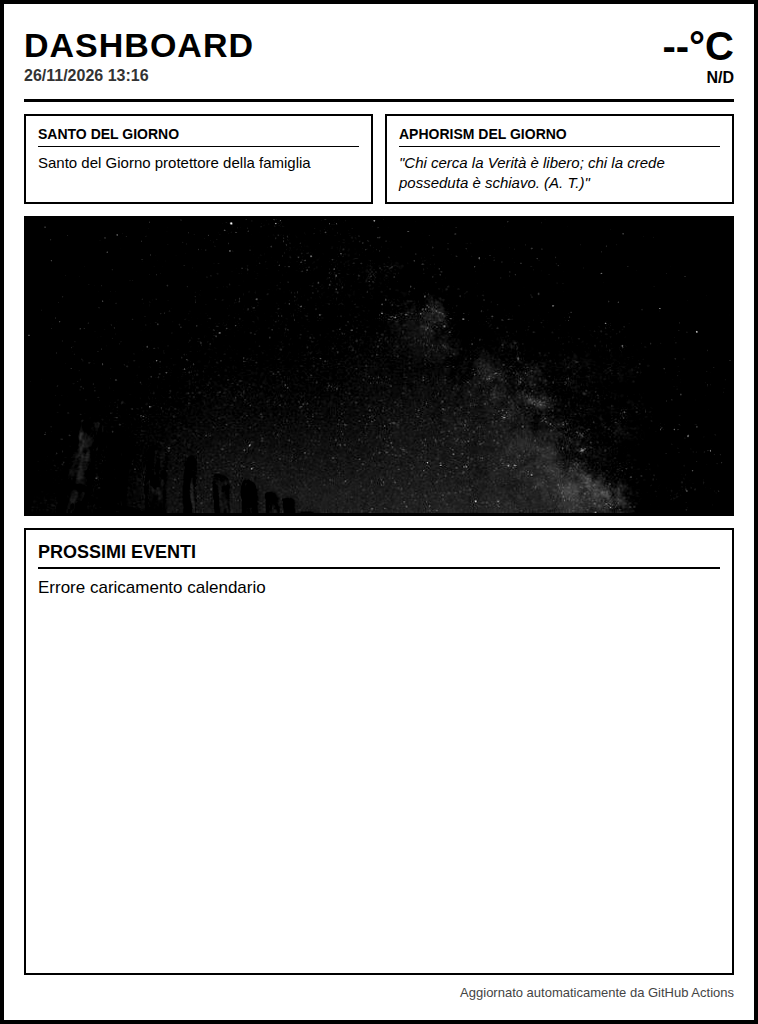 DASHBOARD
26/11/2026 13:16
--°C
N/D
SANTO DEL GIORNO
Santo del Giorno protettore della famiglia
APHORISM DEL GIORNO
"Chi cerca la Verità è libero; chi la crede
posseduta è schiavo. (A. T.)"
PROSSIMI EVENTI
Errore caricamento calendario
Aggiornato automaticamente da GitHub Actions